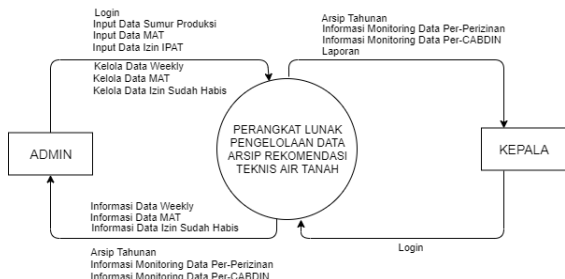 Login
Input Data Sumur Produksi
Input Data MAT
Input Data Izin IPAT
Kelola Data Weekly
Kelola Data MAT
Kelola Data Izin Sudah Habis
Arsip Tahunan
Informasi Monitoring Data Per-Perizinan
Informasi Monitoring Data Per-CABDIN
Laporan
ADMIN
PERANGKAT LUNAK
PENGELOLAAN DATA
ARSIP REKOMENDASI
TEKNIS AIR TANAH
KEPALA
Informasi Data Weekly
Informasi Data MAT
Informasi Data Izin Sudah Habis
Arsip Tahunan
Informasi Monitoring Data Per-Perizinan
Informasi Monitoring Data Per-CABDIN
Login